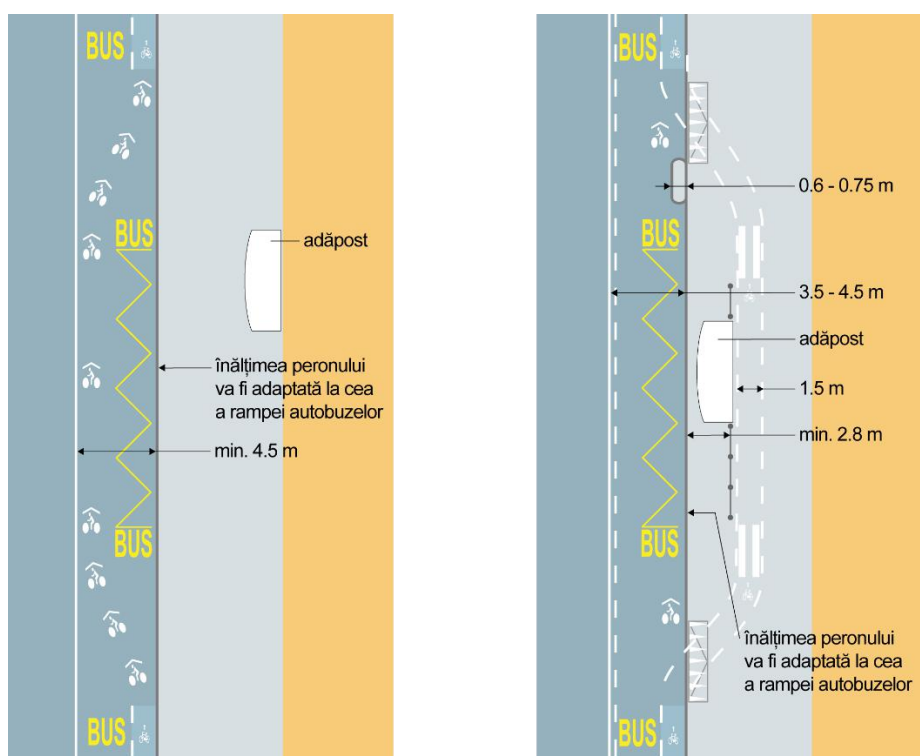 BUS
BUS
adăpost
înălțimea peronului
va fi adaptată la cea
a rampei autobuzelor
min. 4.5 m
BUS
BUS
BUS
0.6 - 0.75 m
BUS
3.5 - 4.5 m
adăpost
1.5 m
min. 2.8 m
BUS
înălțimea peronului
va fi adaptată la cea
a rampei autobuzelor
BUS